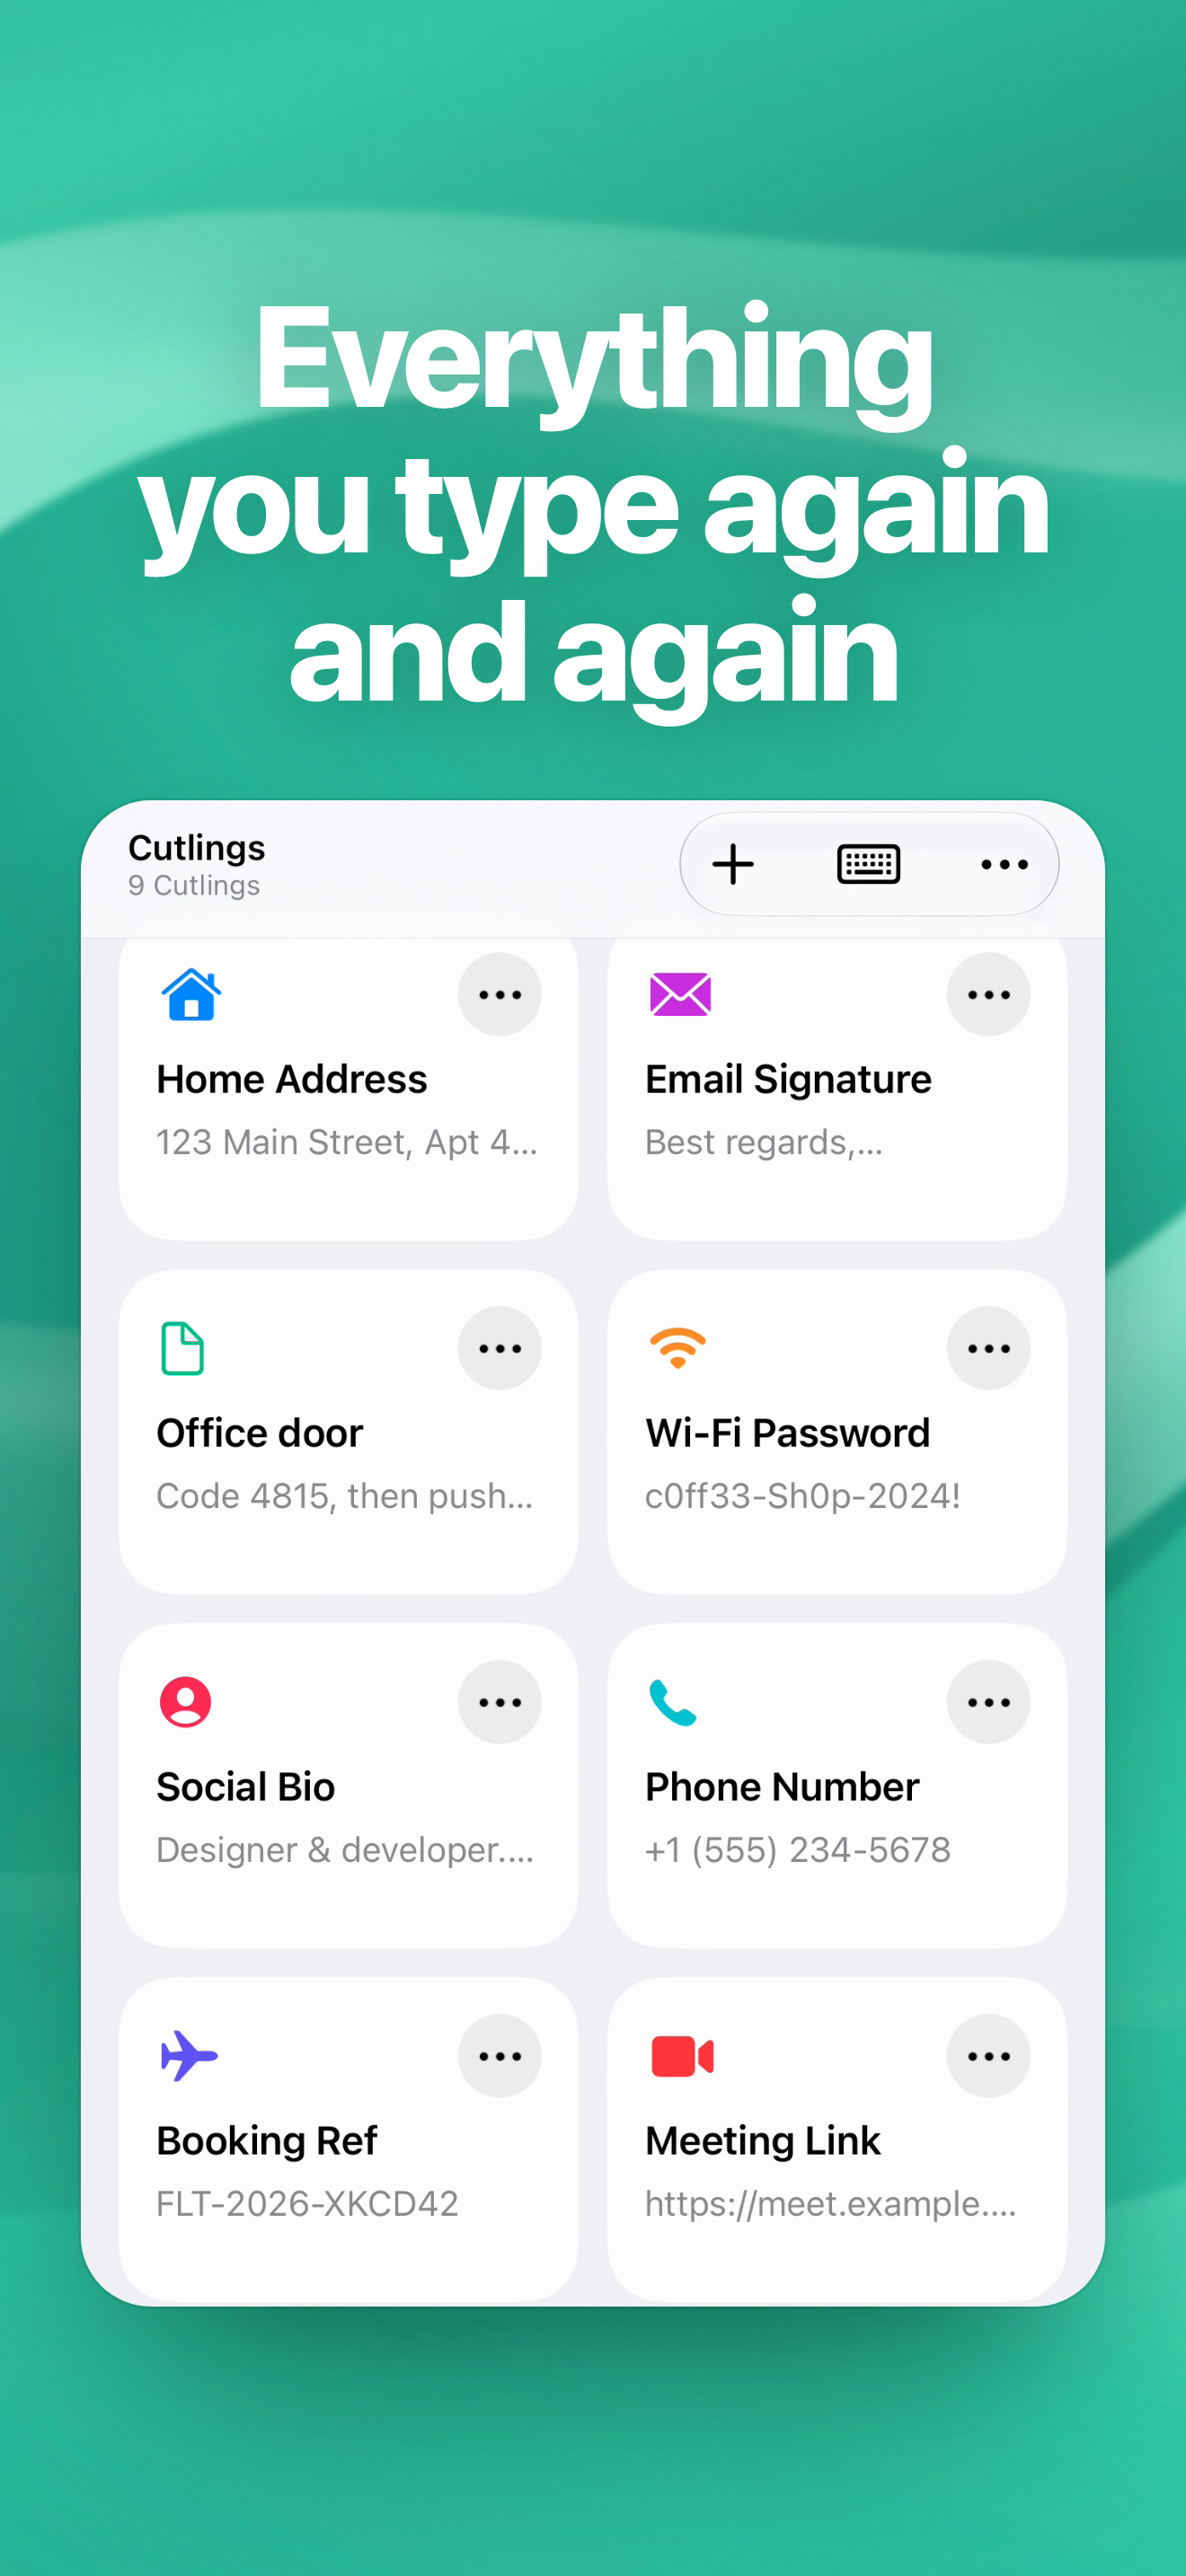 Everything
you type again
and again
Cutlings
9 Cutlings
Home Address
123 Main Street, Apt 4...
Email Signature
Best regards,...
Office door
Code 4815, then push...
Wi-Fi Password
c0ff33-Sh0p-2024!
Social Bio
Designer & developer....
Phone Number
+1 (555) 234-5678
Booking Ref
FLT-2026-XKCD42
Meeting Link
https://meet.example....